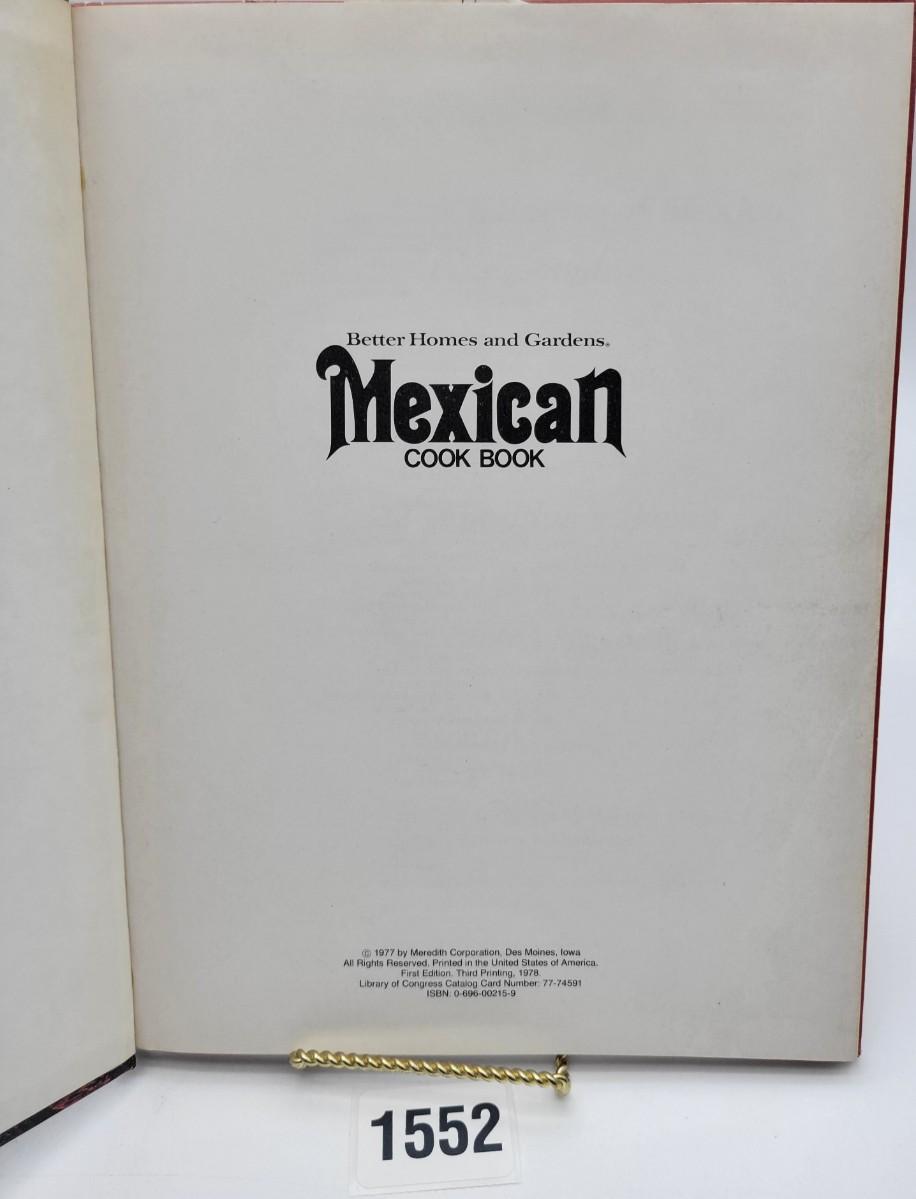 Better Homes and Gardens®
Mexican
COOK BOOK
© 1977 by Meredith Corporation, Des Moines, Iowa
All Rights Reserved. Printed in the United States of America.
First Edition. Third Printing, 1978.
Library of Congress Catalog Card Number: 77-74591
ISBN: 0-696-00215-9
1552